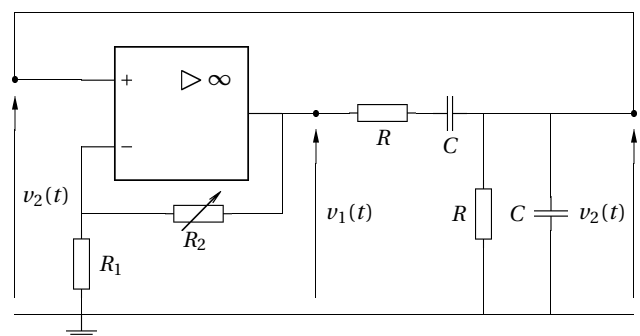 +
▷ ∞
−
R
C
v₂(t)
R₂
R₁
v₁(t)
R
C
v₂(t)